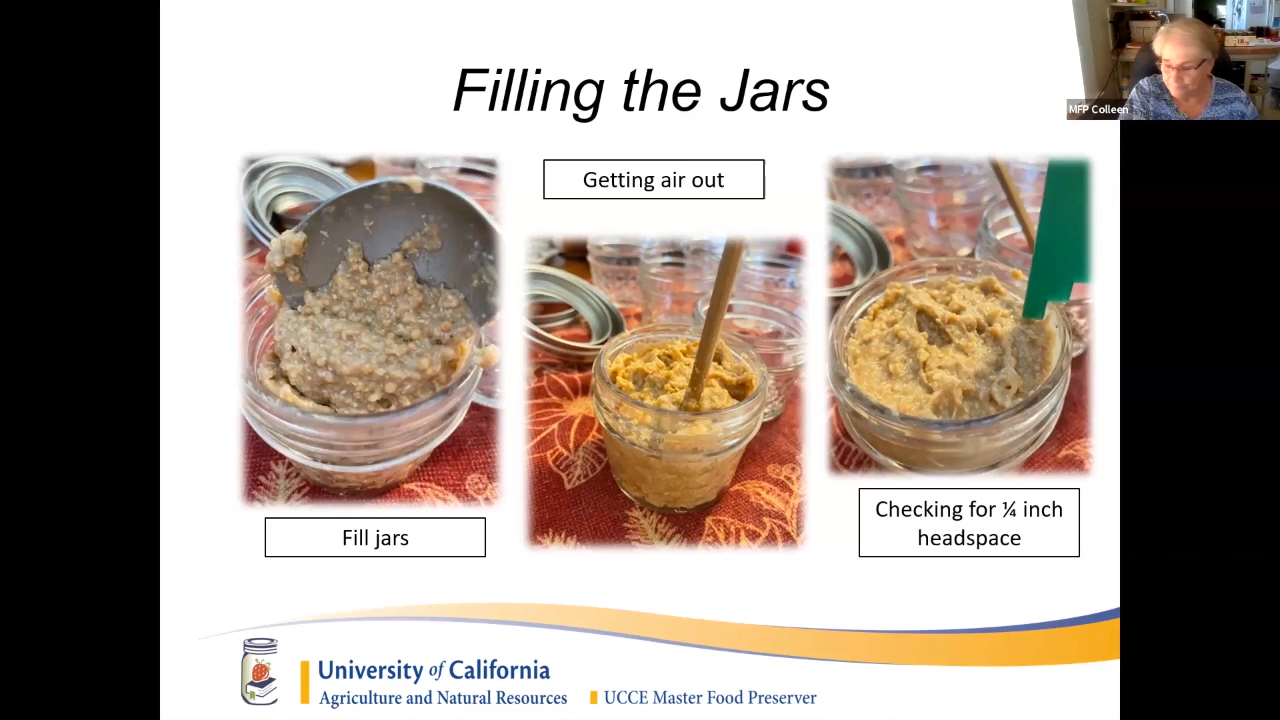 Filling the Jars
MFP Colleen
Getting air out
Fill jars
Checking for ¼ inch
headspace
University of California
Agriculture and Natural Resources
UCCE Master Food Preserver